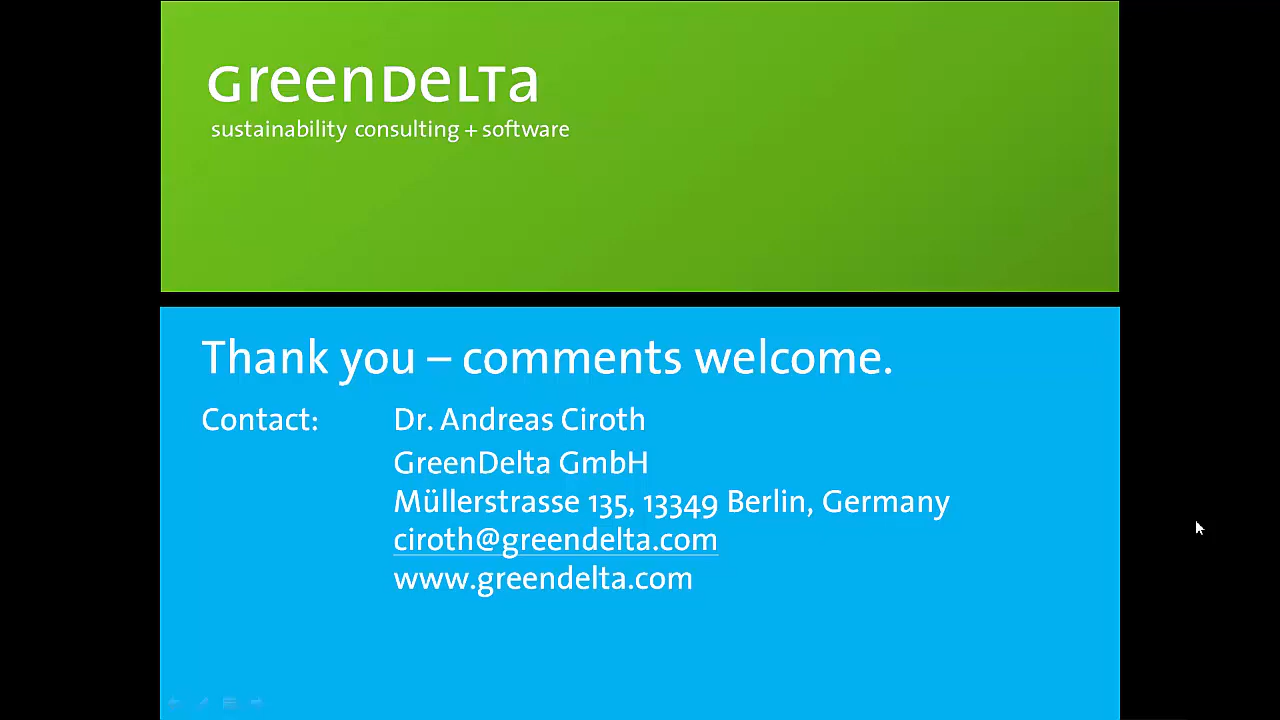 GreenDeLTa
sustainability consulting + software
Thank you – comments welcome.
Contact: Dr. Andreas Ciroth
GreenDelta GmbH
Müllerstrasse 135, 13349 Berlin, Germany
ciroth@greendelta.com
www.greendelta.com